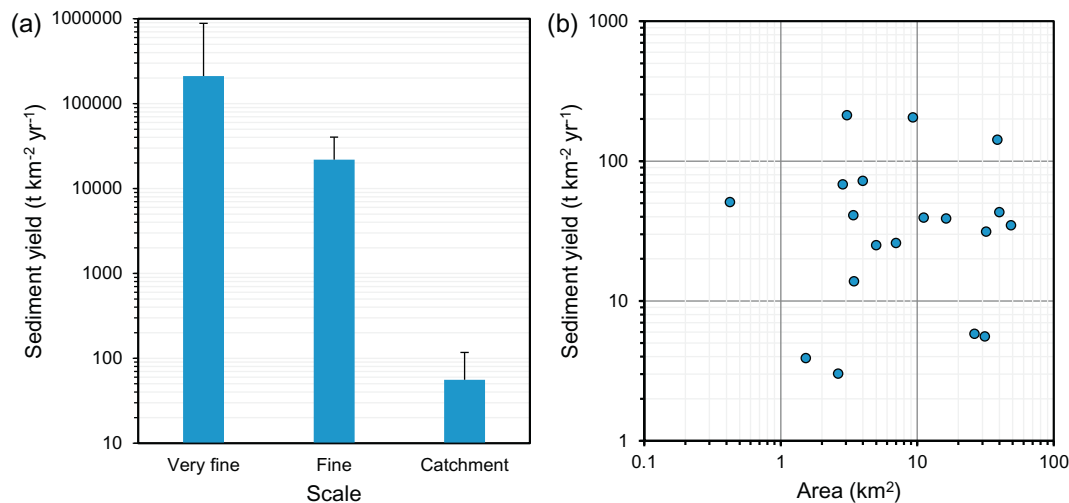 (a)
Sediment yield (t km⁻² yr⁻¹)
1000000
100000
10000
1000
100
10
Very fine Fine Catchment
Scale
(b)
Sediment yield (t km⁻² yr⁻¹)
1000
100
10
1
0.1 1 10 100
Area (km²)